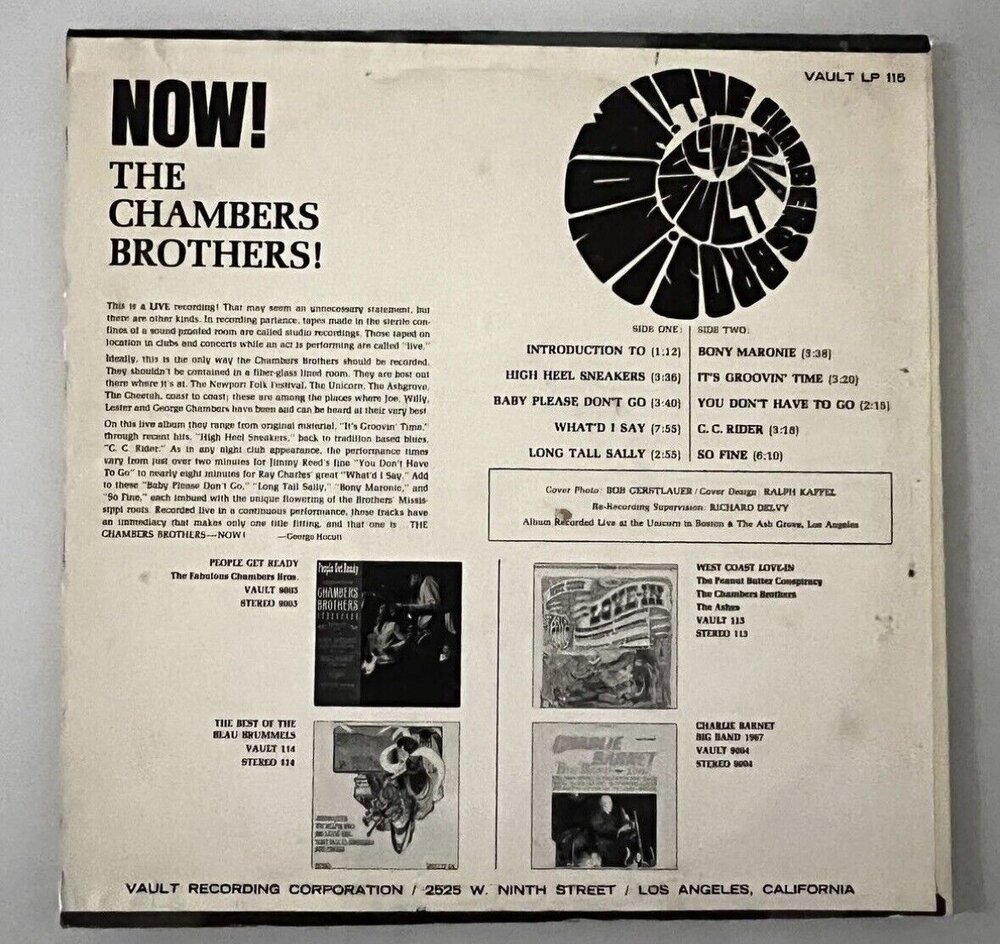 VAULT LP 115
NOW!
THE
CHAMBERS
BROTHERS!
NOW! THE CHAMBERS BROS.! LIVE!
VAULT
This is a LIVE recording! That may seem an unnecessary statement, but
there are other kinds. In recording parlance, tapes made in the sterile con-
fines of a sound proofed room are called studio recordings. Those taped on
location in clubs and concerts while an act is performing are called "live."
Ideally, this is the only way the Chambers Brothers should be recorded.
They shouldn't be contained in a fiber-glass lined room. They are best out
there where it's at. The Newport Folk Festival, The Unicorn, The Ashgrove,
The Cheetah, coast to coast; these are among the places where Joe, Willy,
Lester and George Chambers have been and can be heard at their very best.
On this live album they range from original material, "It's Groovin' Time,"
through recent hits, "High Heel Sneakers," back to tradition based blues,
"C. C. Rider." As in any night club appearance, the performance times
vary from just over two minutes for Jimmy Reed's fine "You Don't Have
To Go" to nearly eight minutes for Ray Charles' great "What'd I Say." Add
to these "Baby Please Don't Go," "Long Tall Sally," "Bony Maronie," and
"So Fine," each imbued with the unique flowering of the Brothers' Missis-
sippi roots. Recorded live in a continuous performance, those tracks have
an immediacy that makes only one title fitting, and that one is . THE
CHAMBERS BROTHERS—NOW!
SIDE ONE:
INTRODUCTION TO (1:12)
HIGH HEEL SNEAKERS (3:36)
BABY PLEASE DON'T GO (3:40)
WHAT'D I SAY (7:55)
LONG TALL SALLY (2:55)
SIDE TWO:
BONY MARONIE (3:38)
IT'S GROOVIN' TIME (3:20)
YOU DON'T HAVE TO GO (2:15)
C. C. RIDER (3:18)
SO FINE (6:10)
Cover Photo: BOB GERSTLAUER / Cover Design: RALPH KAFFEL
Re-Recording Supervision: RICHARD DELVY
Album Recorded Live at the Unicorn in Boston & The Ash Grove, Los Angeles
PEOPLE GET READY
The Fabulous Chambers Bros.
VAULT 9003
STEREO 9003
People Get Ready
CHAMBERS
BROTHERS
WEST COAST LOVE-IN
The Peanut Butter Conspiracy
The Chambers Brothers
The Ashes
VAULT 113
STEREO 113
LOVE-IN
THE BEST OF THE
BEAU BRUMMELS
VAULT 114
STEREO 114
CHARLIE BARNET
BIG BAND 1967
VAULT 9004
STEREO 9004
CHARLIE
BARNET
VAULT RECORDING CORPORATION / 2525 W. NINTH STREET / LOS ANGELES, CALIFORNIA